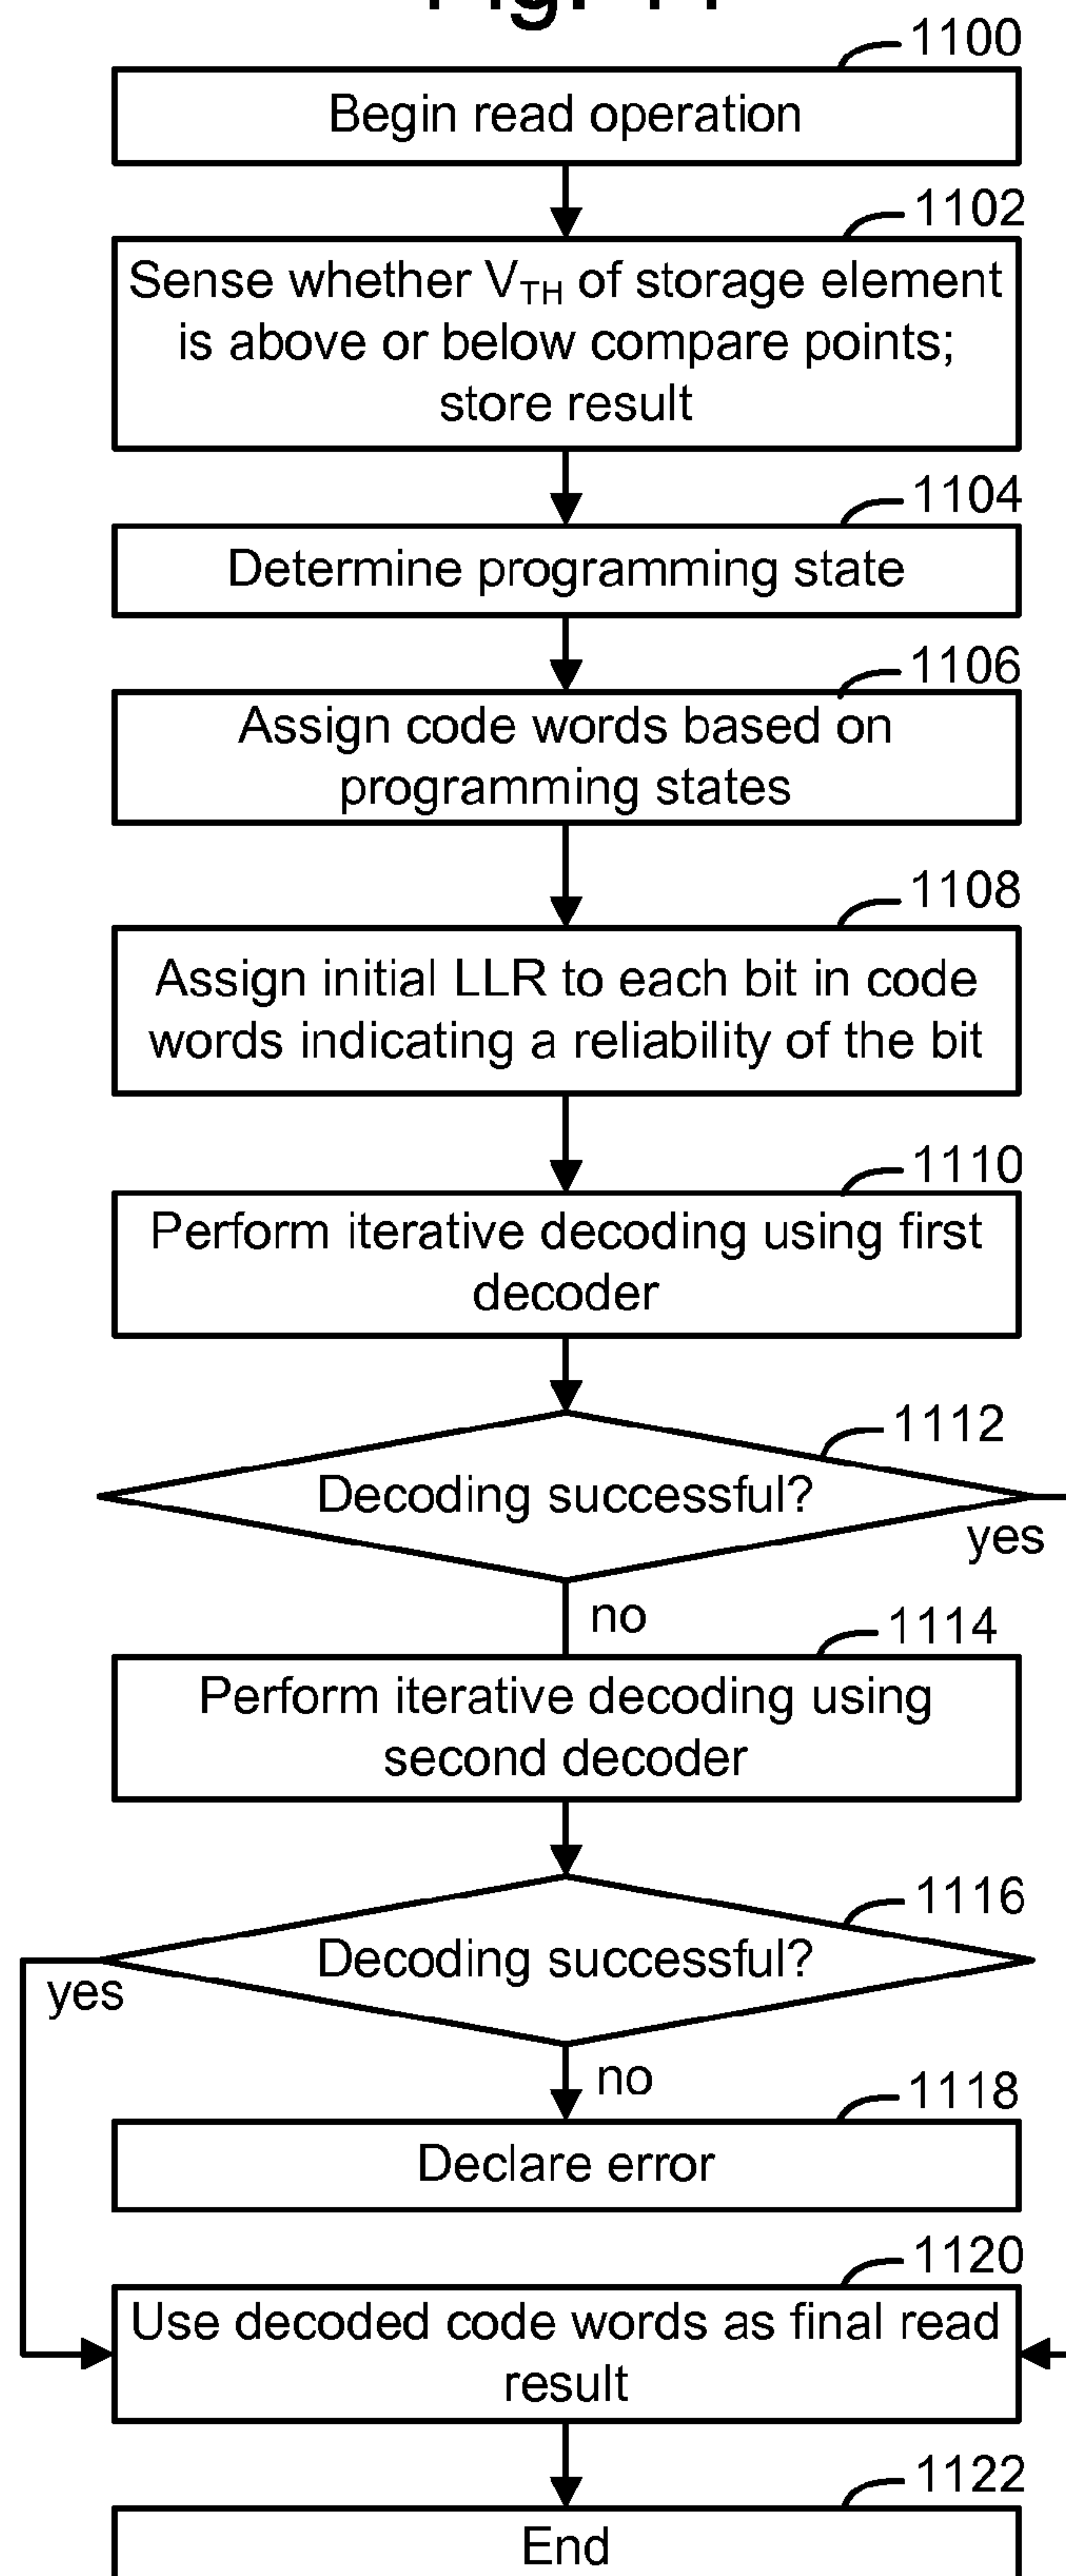 1100
Begin read operation
1102
Sense whether VTH of storage element
is above or below compare points;
store result
1104
Determine programming state
1106
Assign code words based on
programming states
1108
Assign initial LLR to each bit in code
words indicating a reliability of the bit
1110
Perform iterative decoding using first
decoder
1112
Decoding successful?
yes
no
1114
Perform iterative decoding using
second decoder
1116
Decoding successful?
yes
no
1118
Declare error
1120
Use decoded code words as final read
result
1122
End